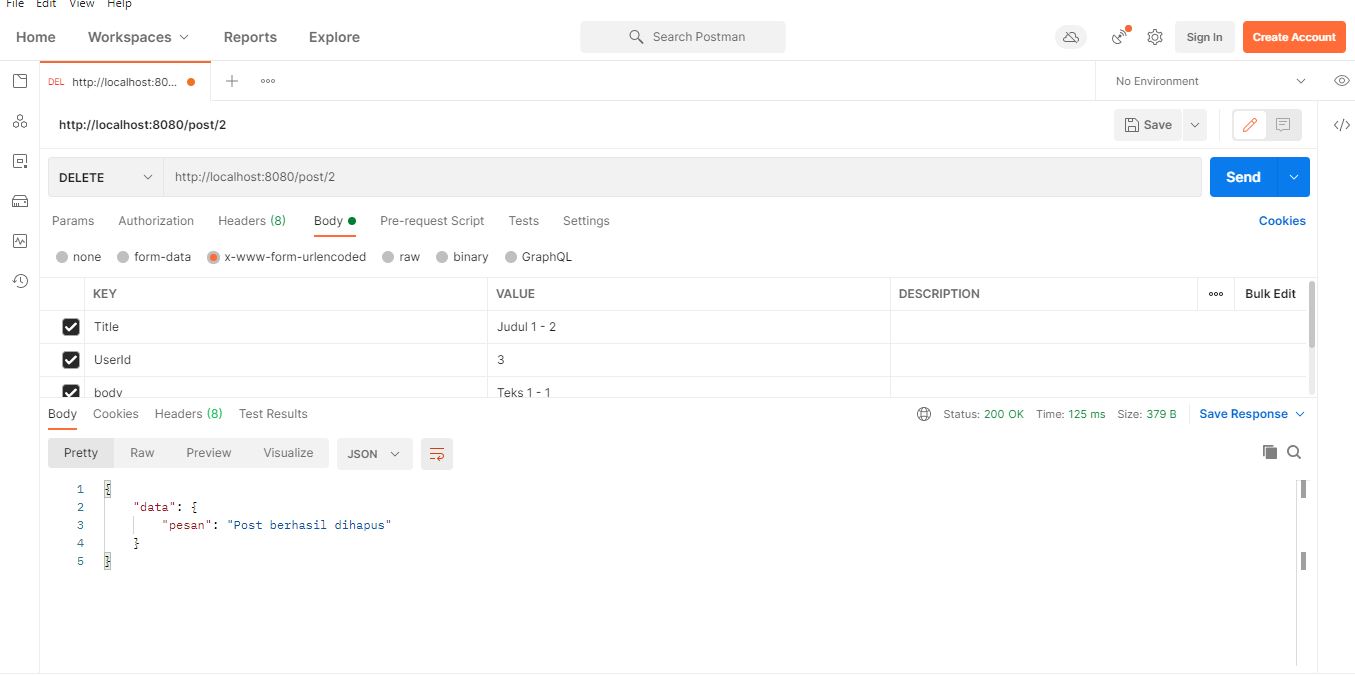 File Edit View Help
Home Workspaces Reports Explore Search Postman Sign In Create Account
DEL http://localhost:80... No Environment
http://localhost:8080/post/2 Save
DELETE http://localhost:8080/post/2 Send
Params Authorization Headers (8) Body Pre-request Script Tests Settings Cookies
none form-data x-www-form-urlencoded raw binary GraphQL
KEY VALUE DESCRIPTION Bulk Edit
Title Judul 1 - 2
UserId 3
body Teks 1 - 1
Body Cookies Headers (8) Test Results Status: 200 OK Time: 125 ms Size: 379 B Save Response
Pretty Raw Preview Visualize JSON
1 {
2 "data": {
3 "pesan": "Post berhasil dihapus"
4 }
5 }